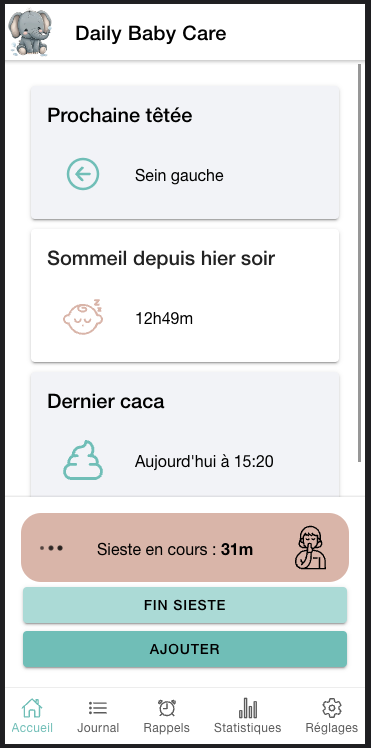 Daily Baby Care
Prochaine têtée
Sein gauche
Sommeil depuis hier soir
12h49m
Dernier caca
Aujourd'hui à 15:20
Sieste en cours : 31m
FIN SIESTE
AJOUTER
Accueil Journal Rappels Statistiques Réglages